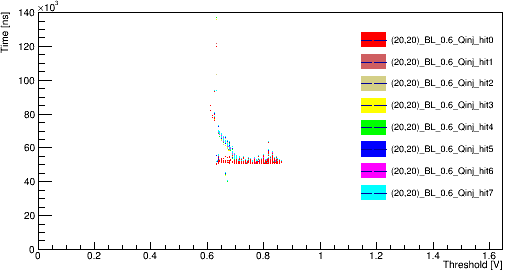 ×10³
Time [ns]
140
120
100
80
60
40
20
0
0 0.2 0.4 0.6 0.8 1 1.2 1.4 1.6
Threshold [V]
(20,20)_BL_0.6_Qinj_hit0
(20,20)_BL_0.6_Qinj_hit1
(20,20)_BL_0.6_Qinj_hit2
(20,20)_BL_0.6_Qinj_hit3
(20,20)_BL_0.6_Qinj_hit4
(20,20)_BL_0.6_Qinj_hit5
(20,20)_BL_0.6_Qinj_hit6
(20,20)_BL_0.6_Qinj_hit7